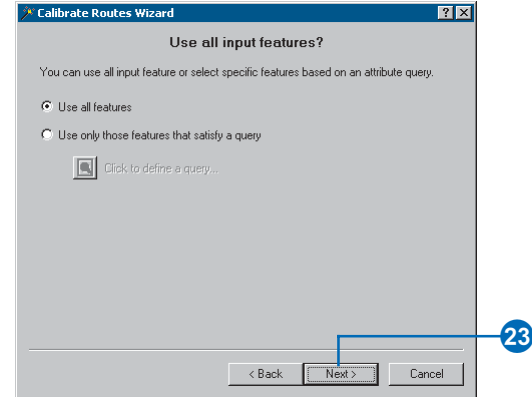 Calibrate Routes Wizard
Use all input features?
You can use all input feature or select specific features based on an attribute query.
Use all features
Use only those features that satisfy a query
Click to define a query...
23
< Back Next > Cancel